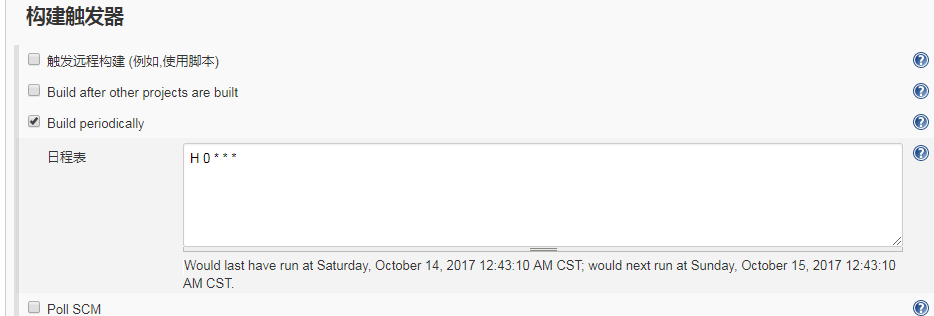 构建触发器
触发远程构建 (例如,使用脚本)
Build after other projects are built
Build periodically
日程表
H 0 * * *
Would last have run at Saturday, October 14, 2017 12:43:10 AM CST; would next run at Sunday, October 15, 2017 12:43:10
AM CST.
Poll SCM